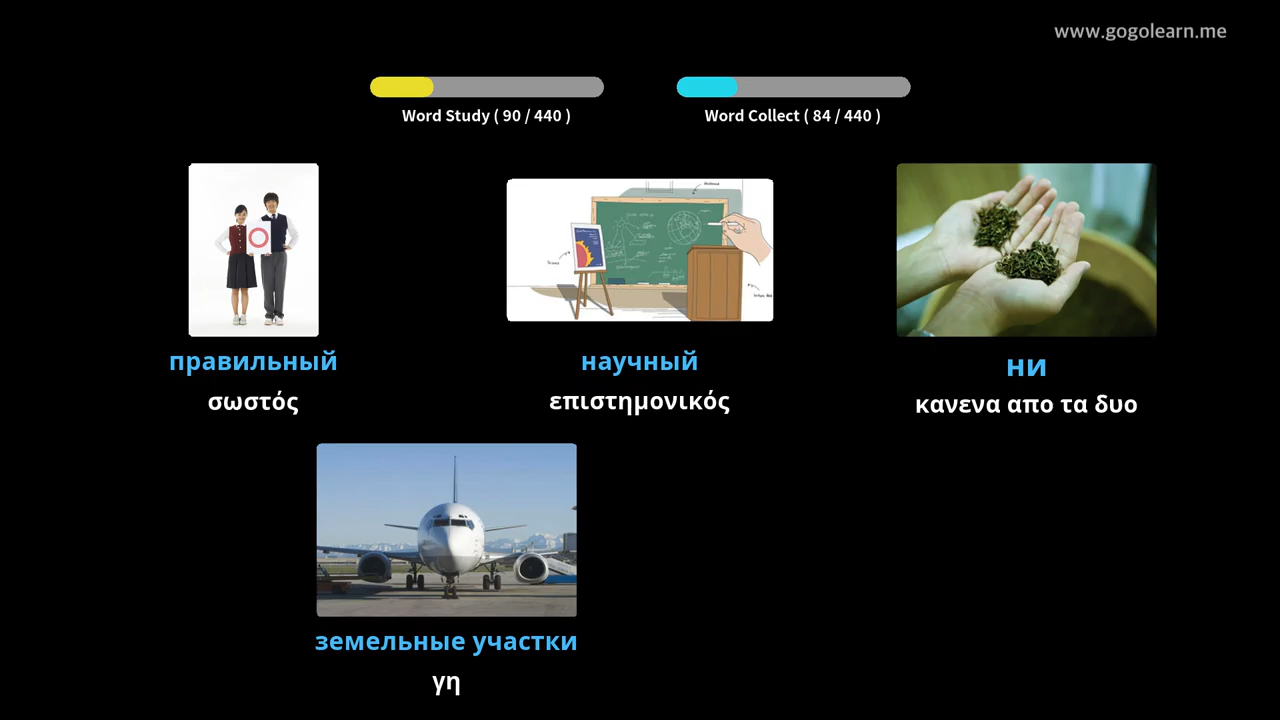 www.gogolearn.me
Word Study ( 90 / 440 )
Word Collect ( 84 / 440 )
правильный
σωστός
научный
επιστημονικός
ни
κανενα απο τα δυο
земельные участки
γη